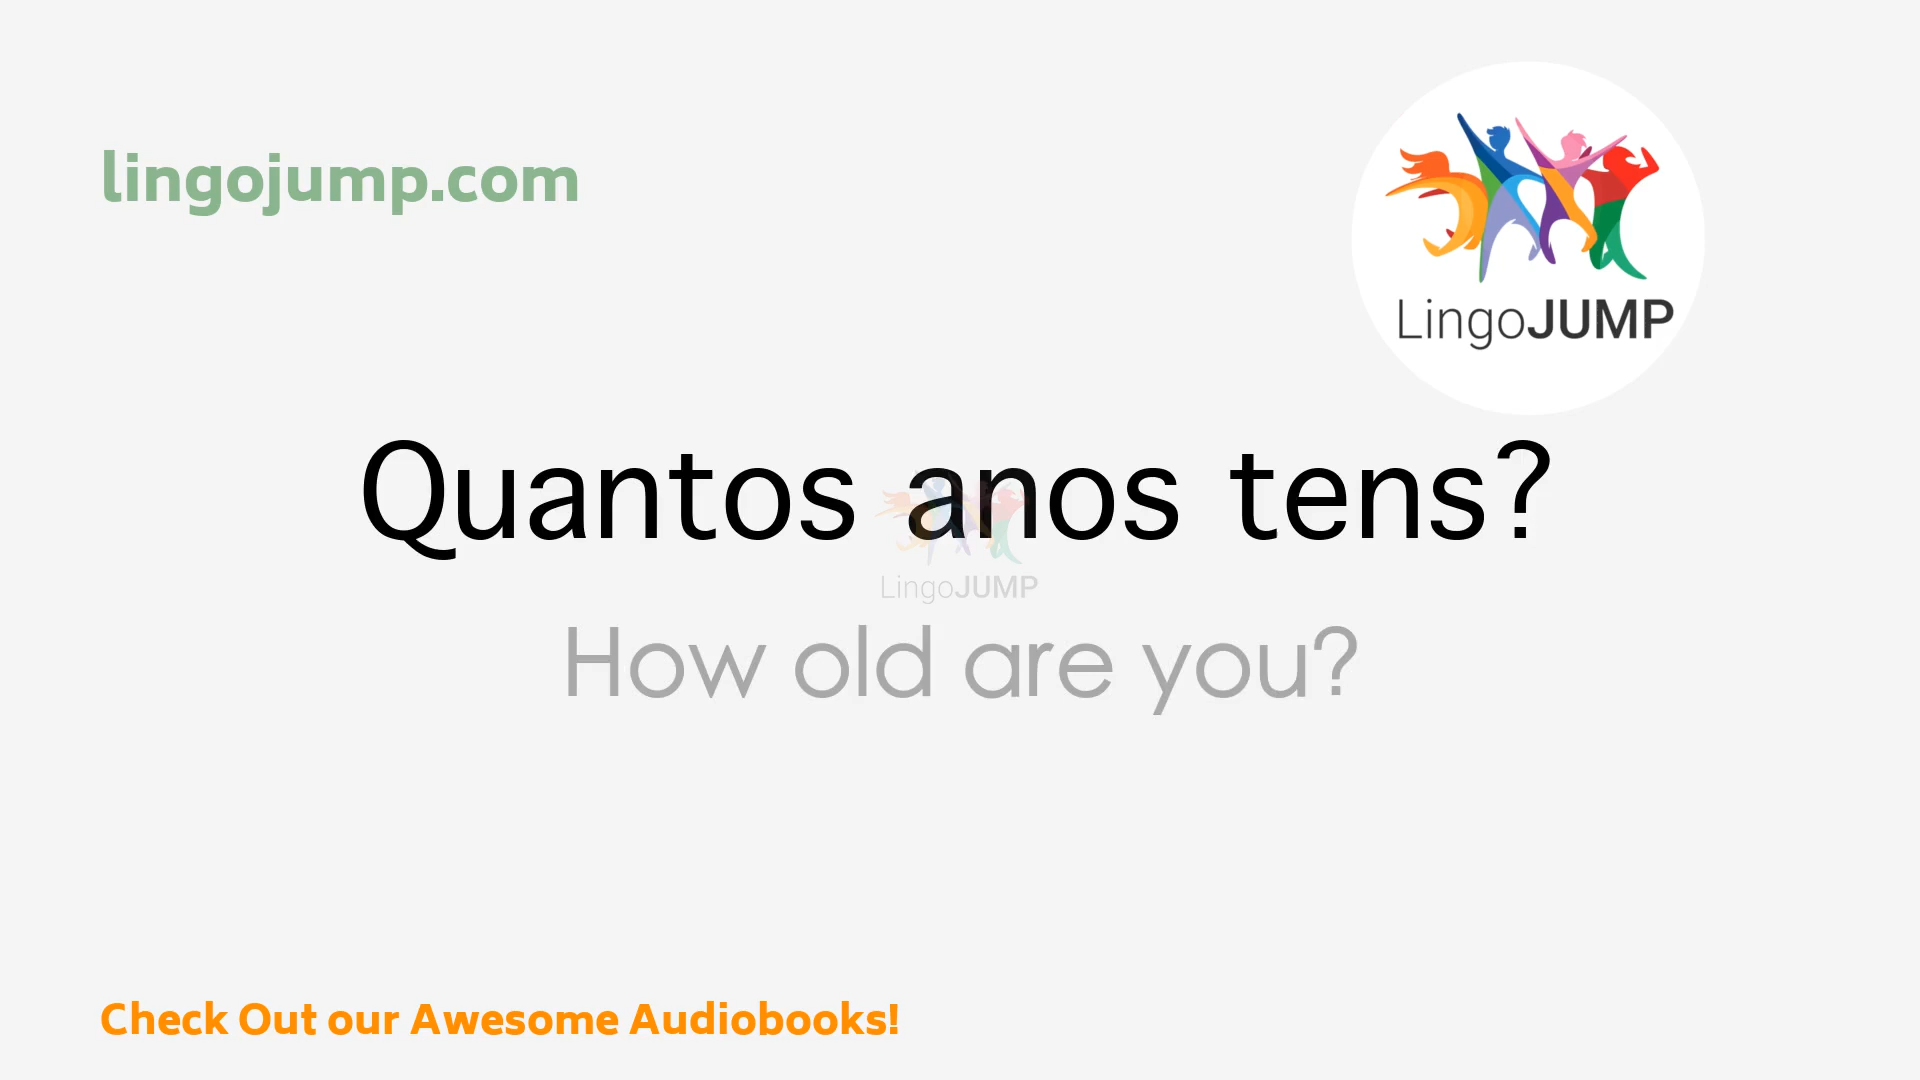 lingojump.com
LingoJUMP
Quantos anos tens?
LingoJUMP
How old are you?
Check Out our Awesome Audiobooks!